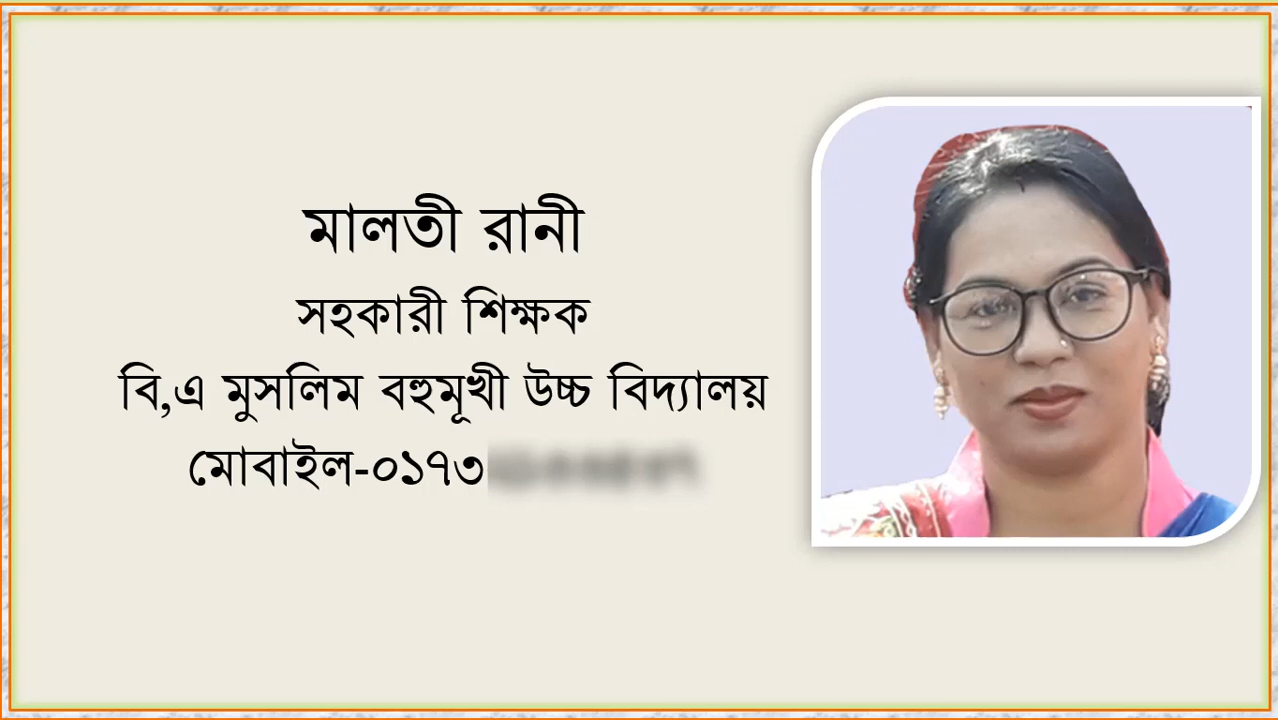 মালতী রানী
সহকারী শিক্ষক
বি,এ মুসলিম বহুমূখী উচ্চ বিদ্যালয়
মোবাইল-০১৭৩